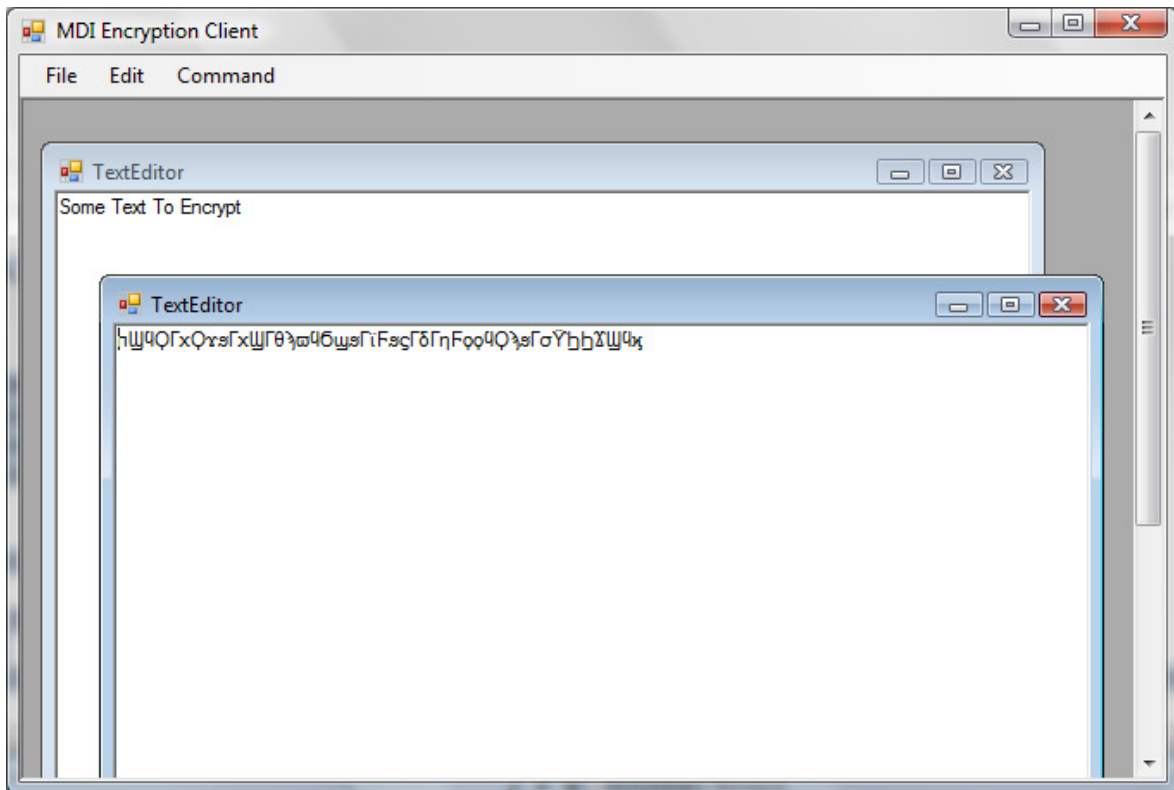 MDI Encryption Client
File Edit Command
TextEditor
Some Text To Encrypt
TextEditor